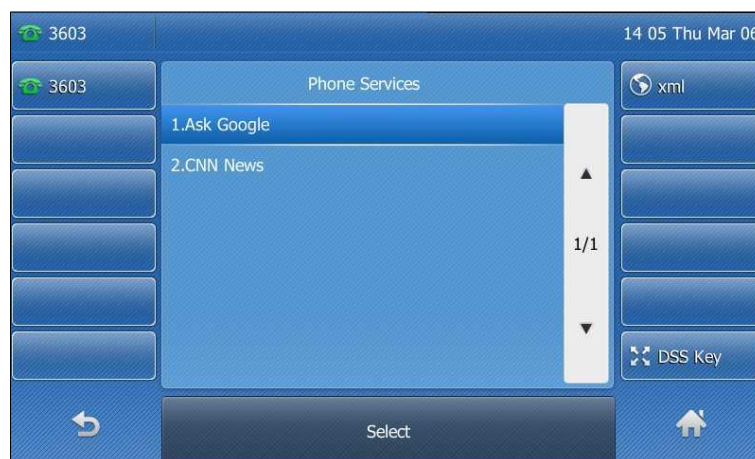 3603
14 05 Thu Mar 06
3603
Phone Services
xml
1.Ask Google
2.CNN News
1/1
DSS Key
Select